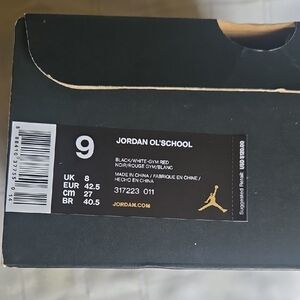 9
JORDAN OL'SCHOOL
BLACK/WHITE-GYM RED
NOIR/ROUGE GYM/BLANC
MADE IN CHINA / FABRIQUE EN CHINE /
HECHO EN CHINA
317223 011
JORDAN.COM
UK 8
EUR 42.5
CM 27
BR 40.5
Suggested Retail